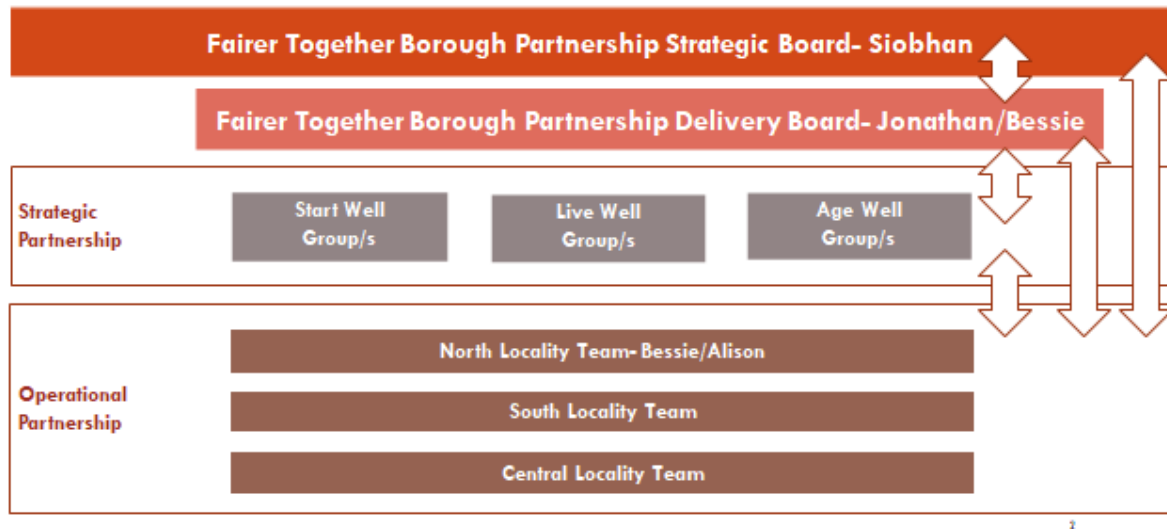 Fairer Together Borough Partnership Strategic Board- Siobhan
Fairer Together Borough Partnership Delivery Board- Jonathan/Bessie
Strategic
Partnership
Start Well
Group/s
Live Well
Group/s
Age Well
Group/s
Operational
Partnership
North Locality Team- Bessie/Alison
South Locality Team
Central Locality Team